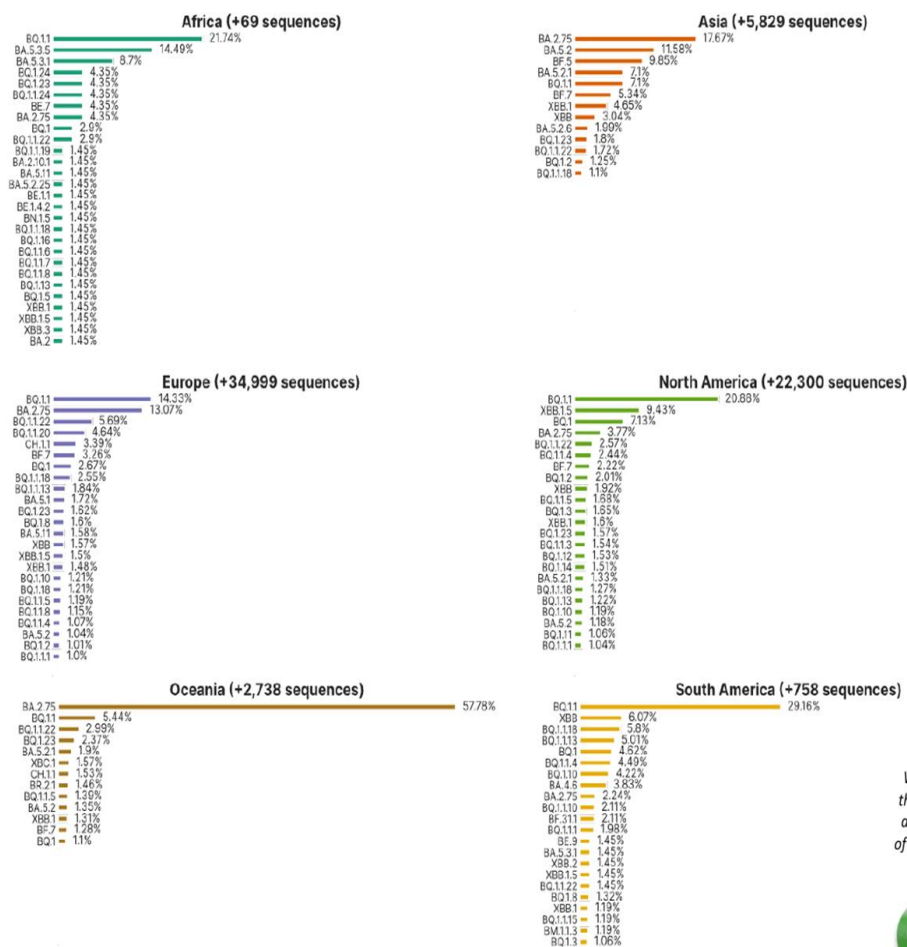 Africa (+69 sequences)
BQ.1.1 21.74%
BA.5.3.5 14.49%
BA.5.3.1 8.7%
BQ.1.24 4.35%
BQ.1.23 4.35%
BQ.1.1.24 4.35%
BE.7 4.35%
BA.2.75 4.35%
BQ.1 2.9%
BQ.1.1.22 2.9%
BQ.1.1.19 1.45%
BA.2.10.1 1.45%
BA.5.11 1.45%
BA.5.2.25 1.45%
BE.1.1 1.45%
BE.1.4.2 1.45%
BN.1.5 1.45%
BQ.1.1.18 1.45%
BQ.1.16 1.45%
BQ.1.1.6 1.45%
BQ.1.1.7 1.45%
BQ.1.1.8 1.45%
BQ.1.13 1.45%
BQ.1.5 1.45%
XBB.1 1.45%
XBB.1.5 1.45%
XBB.3 1.45%
BA.2 1.45%
Asia (+5,829 sequences)
BA.2.75 17.67%
BA.5.2 11.58%
BF.5 9.85%
BA.5.2.1 7.1%
BQ.1.1 7.1%
BF.7 5.34%
XBB.1 4.65%
XBB 3.04%
BA.5.2.6 1.99%
BQ.1.23 1.8%
BQ.1.1.22 1.72%
BQ.1.2 1.25%
BQ.1.1.18 1.1%
Europe (+34,999 sequences)
BQ.1.1 14.33%
BA.2.75 13.07%
BQ.1.1.22 5.69%
BQ.1.1.20 4.64%
CH.1.1 3.39%
BF.7 3.26%
BQ.1 2.67%
BQ.1.1.18 2.55%
BQ.1.1.13 1.84%
BA.5.1 1.72%
BQ.1.23 1.62%
BQ.1.8 1.6%
BA.5.11 1.58%
XBB 1.57%
XBB.1.5 1.5%
XBB.1 1.48%
BQ.1.10 1.21%
BQ.1.18 1.21%
BQ.1.1.5 1.19%
BQ.1.1.8 1.15%
BQ.1.1.4 1.07%
BA.5.2 1.04%
BQ.1.2 1.01%
BQ.1.1.1 1.0%
North America (+22,300 sequences)
BQ.1.1 20.88%
XBB.1.5 9.43%
BQ.1 7.13%
BA.2.75 3.77%
BQ.1.1.22 2.57%
BQ.1.1.4 2.44%
BF.7 2.22%
BQ.1.2 2.01%
XBB 1.92%
BQ.1.1.5 1.68%
BQ.1.3 1.65%
XBB.1 1.6%
BQ.1.23 1.57%
BQ.1.1.3 1.54%
BQ.1.12 1.53%
BQ.1.14 1.51%
BA.5.2.1 1.33%
BQ.1.1.18 1.27%
BQ.1.13 1.22%
BQ.1.10 1.19%
BA.5.2 1.18%
BQ.1.11 1.06%
BQ.1.1.1 1.04%
Oceania (+2,738 sequences)
BA.2.75 57.78%
BQ.1.1 5.44%
BQ.1.1.22 2.99%
BQ.1.23 2.37%
BA.5.2.1 1.9%
XBC.1 1.57%
CH.1.1 1.53%
BR.2.1 1.46%
BQ.1.1.5 1.39%
BA.5.2 1.35%
XBB.1 1.31%
BF.7 1.28%
BQ.1 1.1%
South America (+758 sequences)
BQ.1.1 29.16%
XBB 6.07%
BQ.1.1.18 5.8%
BQ.1.1.13 5.01%
BQ.1 4.62%
BQ.1.1.4 4.49%
BQ.1.10 4.22%
BA.4.6 3.83%
BA.2.75 2.24%
BQ.1.1.10 2.11%
BF.31.1 2.11%
BQ.1.1.1 1.98%
BE.9 1.45%
BA.5.3.1 1.45%
XBB.2 1.45%
XBB.1.5 1.45%
BQ.1.1.22 1.45%
BQ.1.8 1.32%
XBB.1 1.19%
BQ.1.1.15 1.19%
BM.1.1.3 1.19%
BQ.1.3 1.06%
of